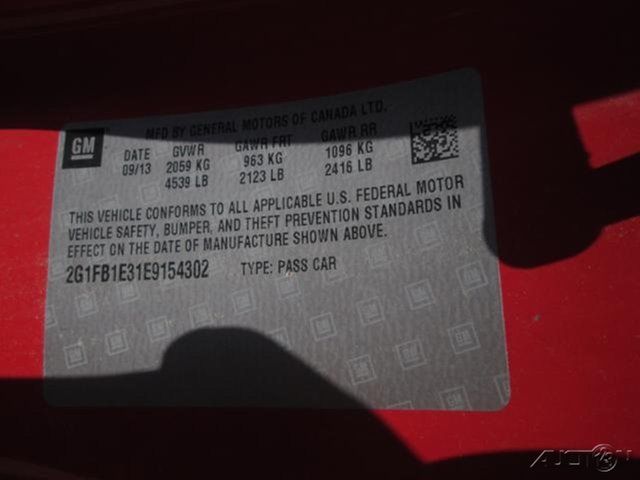 MFD BY GENERAL MOTORS OF CANADA LTD.
GM
DATE GVWR GAWR FRT GAWR RR
09/13 2059 KG 963 KG 1096 KG
4539 LB 2123 LB 2416 LB
THIS VEHICLE CONFORMS TO ALL APPLICABLE U.S. FEDERAL MOTOR
VEHICLE SAFETY, BUMPER, AND THEFT PREVENTION STANDARDS IN
EFFECT ON THE DATE OF MANUFACTURE SHOWN ABOVE.
2G1FB1E31E9154302 TYPE: PASS CAR